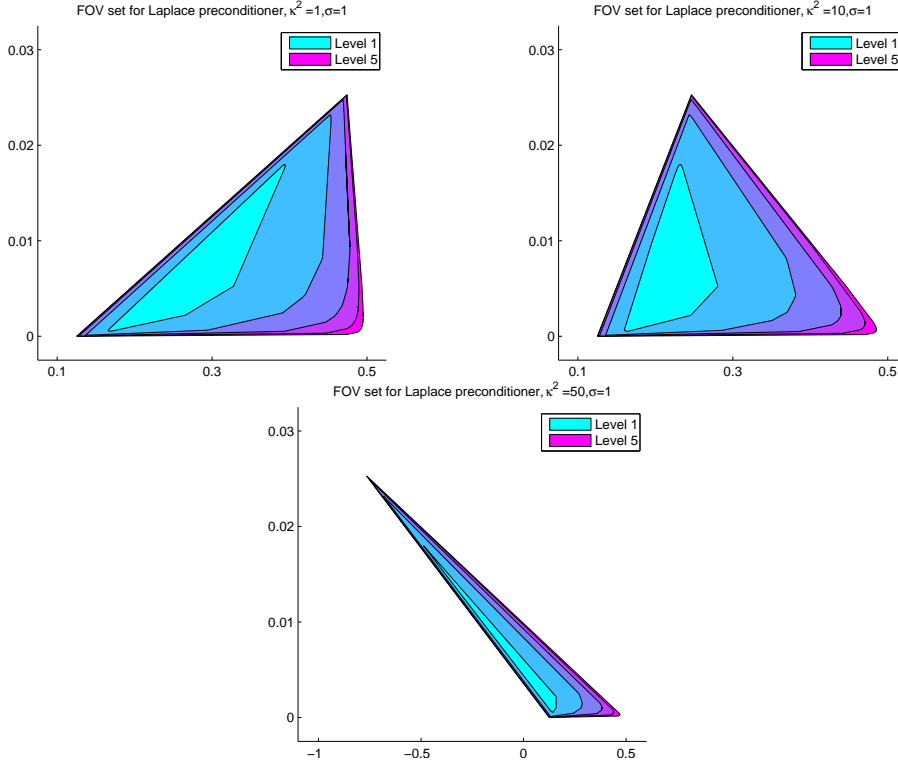 FOV set for Laplace preconditioner, κ² =1,σ=1
Level 1
Level 5
0.03
0.02
0.01
0
0.1
0.3
0.5
FOV set for Laplace preconditioner, κ² =10,σ=1
Level 1
Level 5
0.03
0.02
0.01
0
0.1
0.3
0.5
FOV set for Laplace preconditioner, κ² =50,σ=1
Level 1
Level 5
0.03
0.02
0.01
0
−1
−0.5
0
0.5